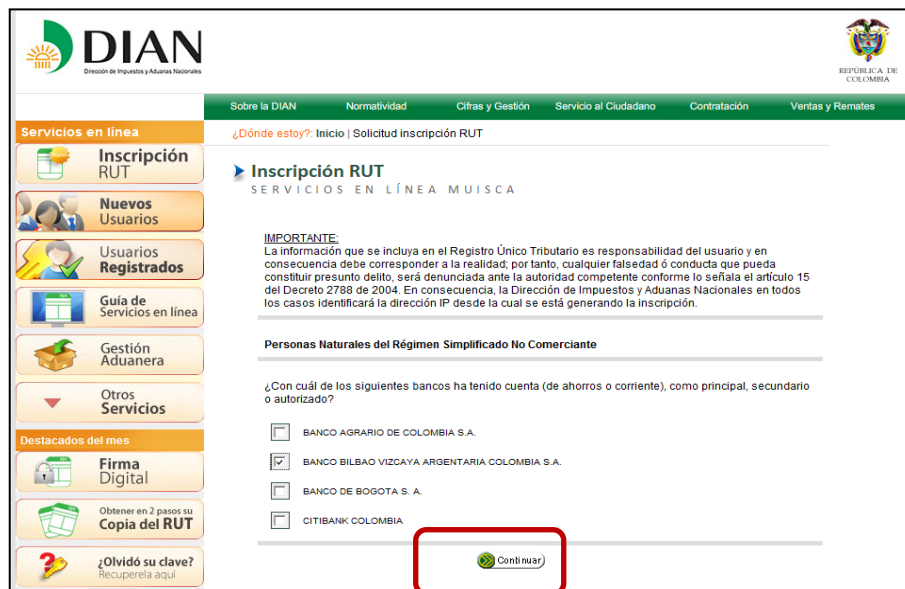 DIAN
Dirección de Impuestos y Aduanas Nacionales
REPÚBLICA DE
COLOMBIA
Sobre la DIAN Normatividad Cifras y Gestión Servicio al Ciudadano Contratación Ventas y Remates
Servicios en línea
¿Dónde estoy?: Inicio | Solicitud inscripción RUT
Inscripción
RUT
Nuevos
Usuarios
Usuarios
Registrados
Guía de
Servicios en línea
Gestión
Aduanera
Otros
Servicios
Destacados del mes
Firma
Digital
Obtener en 2 pasos su
Copia del RUT
¿Olvidó su clave?
Recuperela aquí
Inscripción RUT
SERVICIOS EN LÍNEA MUISCA
IMPORTANTE:
La información que se incluya en el Registro Único Tributario es responsabilidad del usuario y en
consecuencia debe corresponder a la realidad; por tanto, cualquier falsedad ó conducta que pueda
constituir presunto delito, será denunciada ante la autoridad competente conforme lo señala el artículo 15
del Decreto 2788 de 2004. En consecuencia, la Dirección de Impuestos y Aduanas Nacionales en todos
los casos identificará la dirección IP desde la cual se está generando la inscripción.
Personas Naturales del Régimen Simplificado No Comerciante
¿Con cuál de los siguientes bancos ha tenido cuenta (de ahorros o corriente), como principal, secundario
o autorizado?
BANCO AGRARIO DE COLOMBIA S.A.
BANCO BILBAO VIZCAYA ARGENTARIA COLOMBIA S.A.
BANCO DE BOGOTA S. A.
CITIBANK COLOMBIA
Continuar